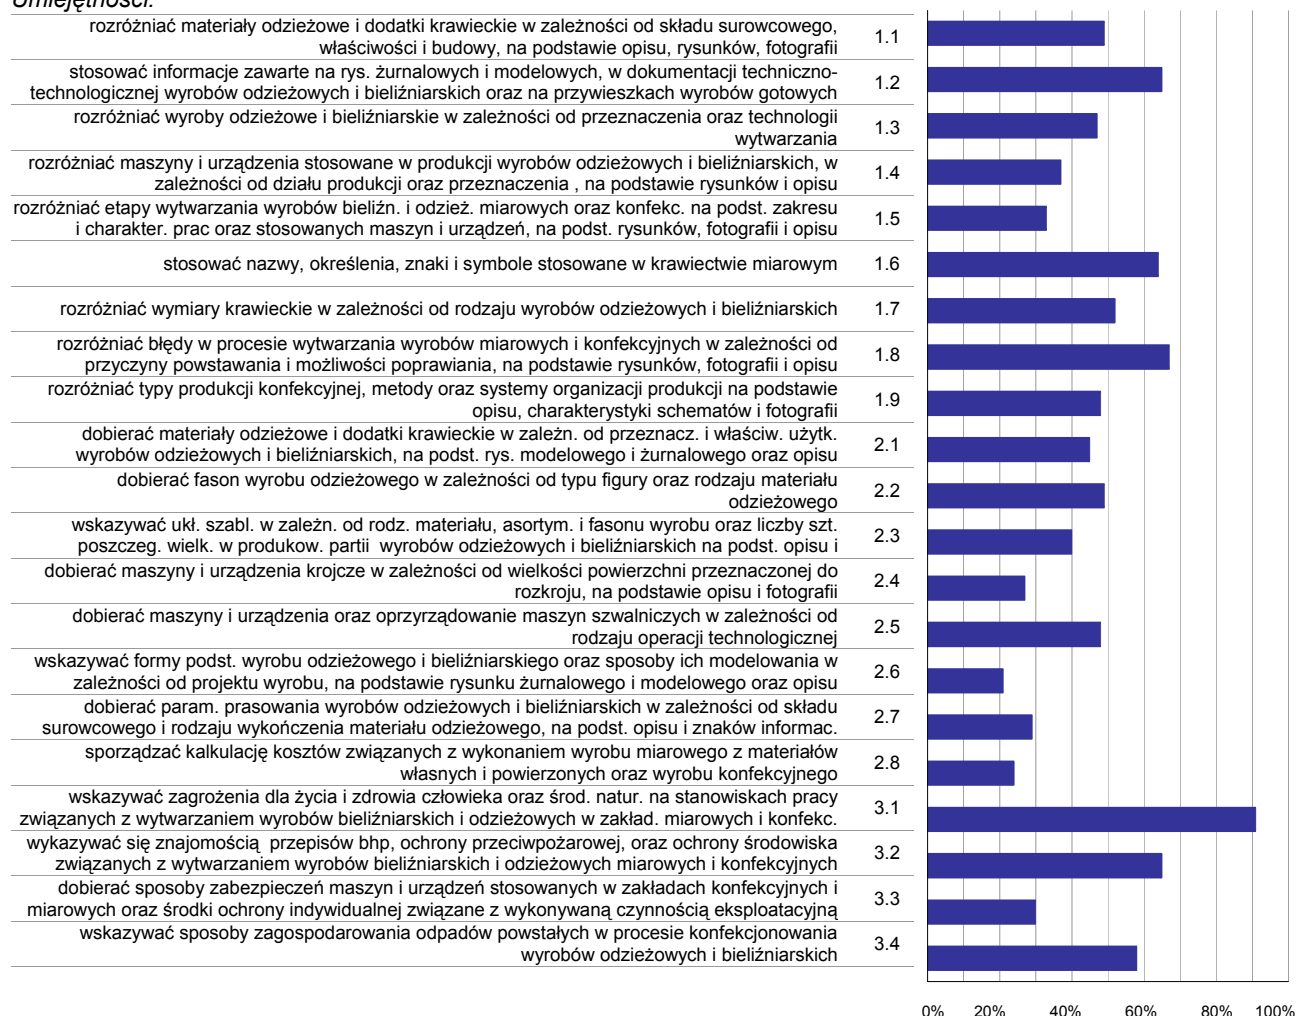 Umiejętności:
rozróżniać materiały odzieżowe i dodatki krawieckie w zależności od składu surowcowego,
właściwości i budowy, na podstawie opisu, rysunków, fotografii
1.1
stosować informacje zawarte na rys. żurnalowych i modelowych, w dokumentacji techniczno-
technologicznej wyrobów odzieżowych i bieliźniarskich oraz na przywieszkach wyrobów gotowych
1.2
rozróżniać wyroby odzieżowe i bieliźniarskie w zależności od przeznaczenia oraz technologii
wytwarzania
1.3
rozróżniać maszyny i urządzenia stosowane w produkcji wyrobów odzieżowych i bieliźniarskich, w
zależności od działu produkcji oraz przeznaczenia , na podstawie rysunków i opisu
1.4
rozróżniać etapy wytwarzania wyrobów bieliźn. i odzież. miarowych oraz konfekc. na podst. zakresu
i charakter. prac oraz stosowanych maszyn i urządzeń, na podst. rysunków, fotografii i opisu
1.5
stosować nazwy, określenia, znaki i symbole stosowane w krawiectwie miarowym
1.6
rozróżniać wymiary krawieckie w zależności od rodzaju wyrobów odzieżowych i bieliźniarskich
1.7
rozróżniać błędy w procesie wytwarzania wyrobów miarowych i konfekcyjnych w zależności od
przyczyny powstawania i możliwości poprawiania, na podstawie rysunków, fotografii i opisu
1.8
rozróżniać typy produkcji konfekcyjnej, metody oraz systemy organizacji produkcji na podstawie
opisu, charakterystyki schematów i fotografii
1.9
dobierać materiały odzieżowe i dodatki krawieckie w zależn. od przeznacz. i właściw. użytk.
wyrobów odzieżowych i bieliźniarskich, na podst. rys. modelowego i żurnalowego oraz opisu
2.1
dobierać fason wyrobu odzieżowego w zależności od typu figury oraz rodzaju materiału
odzieżowego
2.2
wskazywać ukł. szabl. w zależn. od rodz. materiału, asortym. i fasonu wyrobu oraz liczby szt.
poszczeg. wielk. w produkow. partii wyrobów odzieżowych i bieliźniarskich na podst. opisu i
2.3
dobierać maszyny i urządzenia krojcze w zależności od wielkości powierzchni przeznaczonej do
rozkroju, na podstawie opisu i fotografii
2.4
dobierać maszyny i urządzenia oraz oprzyrządowanie maszyn szwalniczych w zależności od
rodzaju operacji technologicznej
2.5
wskazywać formy podst. wyrobu odzieżowego i bieliźniarskiego oraz sposoby ich modelowania w
zależności od projektu wyrobu, na podstawie rysunku żurnalowego i modelowego oraz opisu
2.6
dobierać param. prasowania wyrobów odzieżowych i bieliźniarskich w zależności od składu
surowcowego i rodzaju wykończenia materiału odzieżowego, na podst. opisu i znaków informac.
2.7
sporządzać kalkulację kosztów związanych z wykonaniem wyrobu miarowego z materiałów
własnych i powierzonych oraz wyrobu konfekcyjnego
2.8
wskazywać zagrożenia dla życia i zdrowia człowieka oraz środ. natur. na stanowiskach pracy
związanych z wytwarzaniem wyrobów bieliźniarskich i odzieżowych w zakład. miarowych i konfekc.
3.1
wykazywać się znajomością przepisów bhp, ochrony przeciwpożarowej, oraz ochrony środowiska
związanych z wytwarzaniem wyrobów bieliźniarskich i odzieżowych miarowych i konfekcyjnych
3.2
dobierać sposoby zabezpieczeń maszyn i urządzeń stosowanych w zakładach konfekcyjnych i
miarowych oraz środki ochrony indywidualnej związane z wykonywaną czynnością eksploatacyjną
3.3
wskazywać sposoby zagospodarowania odpadów powstałych w procesie konfekcjonowania
wyrobów odzieżowych i bieliźniarskich
3.4
0% 20% 40% 60% 80% 100%